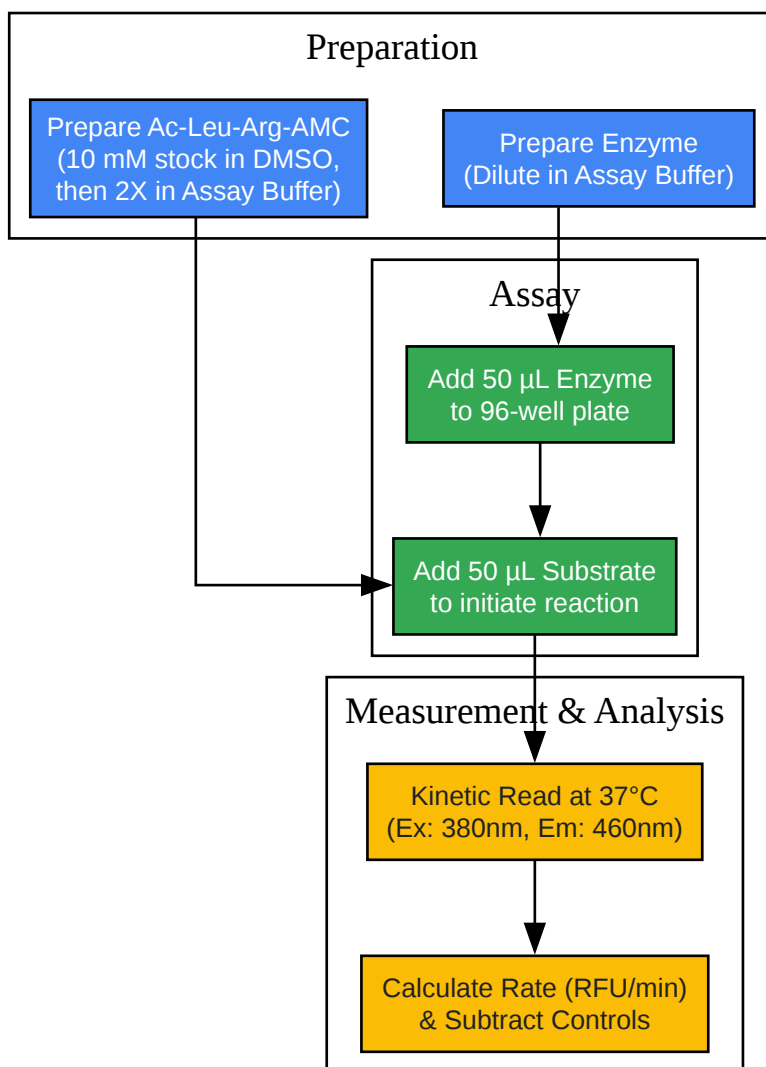 Preparation
Prepare Ac-Leu-Arg-AMC
(10 mM stock in DMSO,
then 2X in Assay Buffer)
Prepare Enzyme
(Dilute in Assay Buffer)
Assay
Add 50 µL Enzyme
to 96-well plate
Add 50 µL Substrate
to initiate reaction
Measurement & Analysis
Kinetic Read at 37°C
(Ex: 380nm, Em: 460nm)
Calculate Rate (RFU/min)
& Subtract Controls